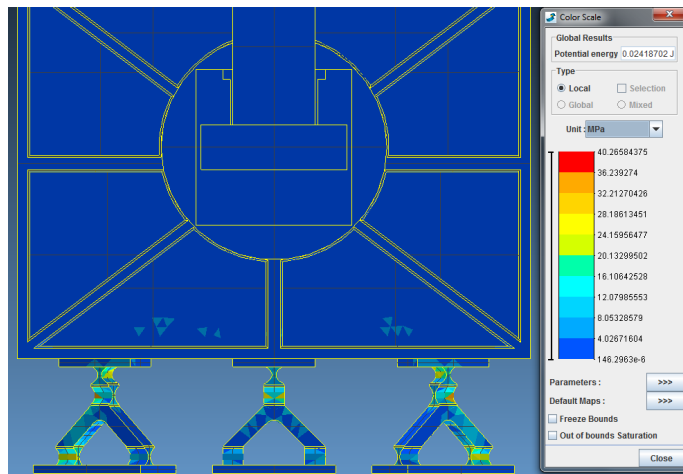 Color Scale
Global Results
Potential energy 0.02418702 J
Type
Local Selection
Global Mixed
Unit : MPa
40.26584375
36.239274
32.21270426
28.18613451
24.15956477
20.13299502
16.10642528
12.07985553
8.05328579
4.02671604
146.2963e-6
Parameters : >>>
Default Maps : >>>
Freeze Bounds
Out of bounds Saturation
Close